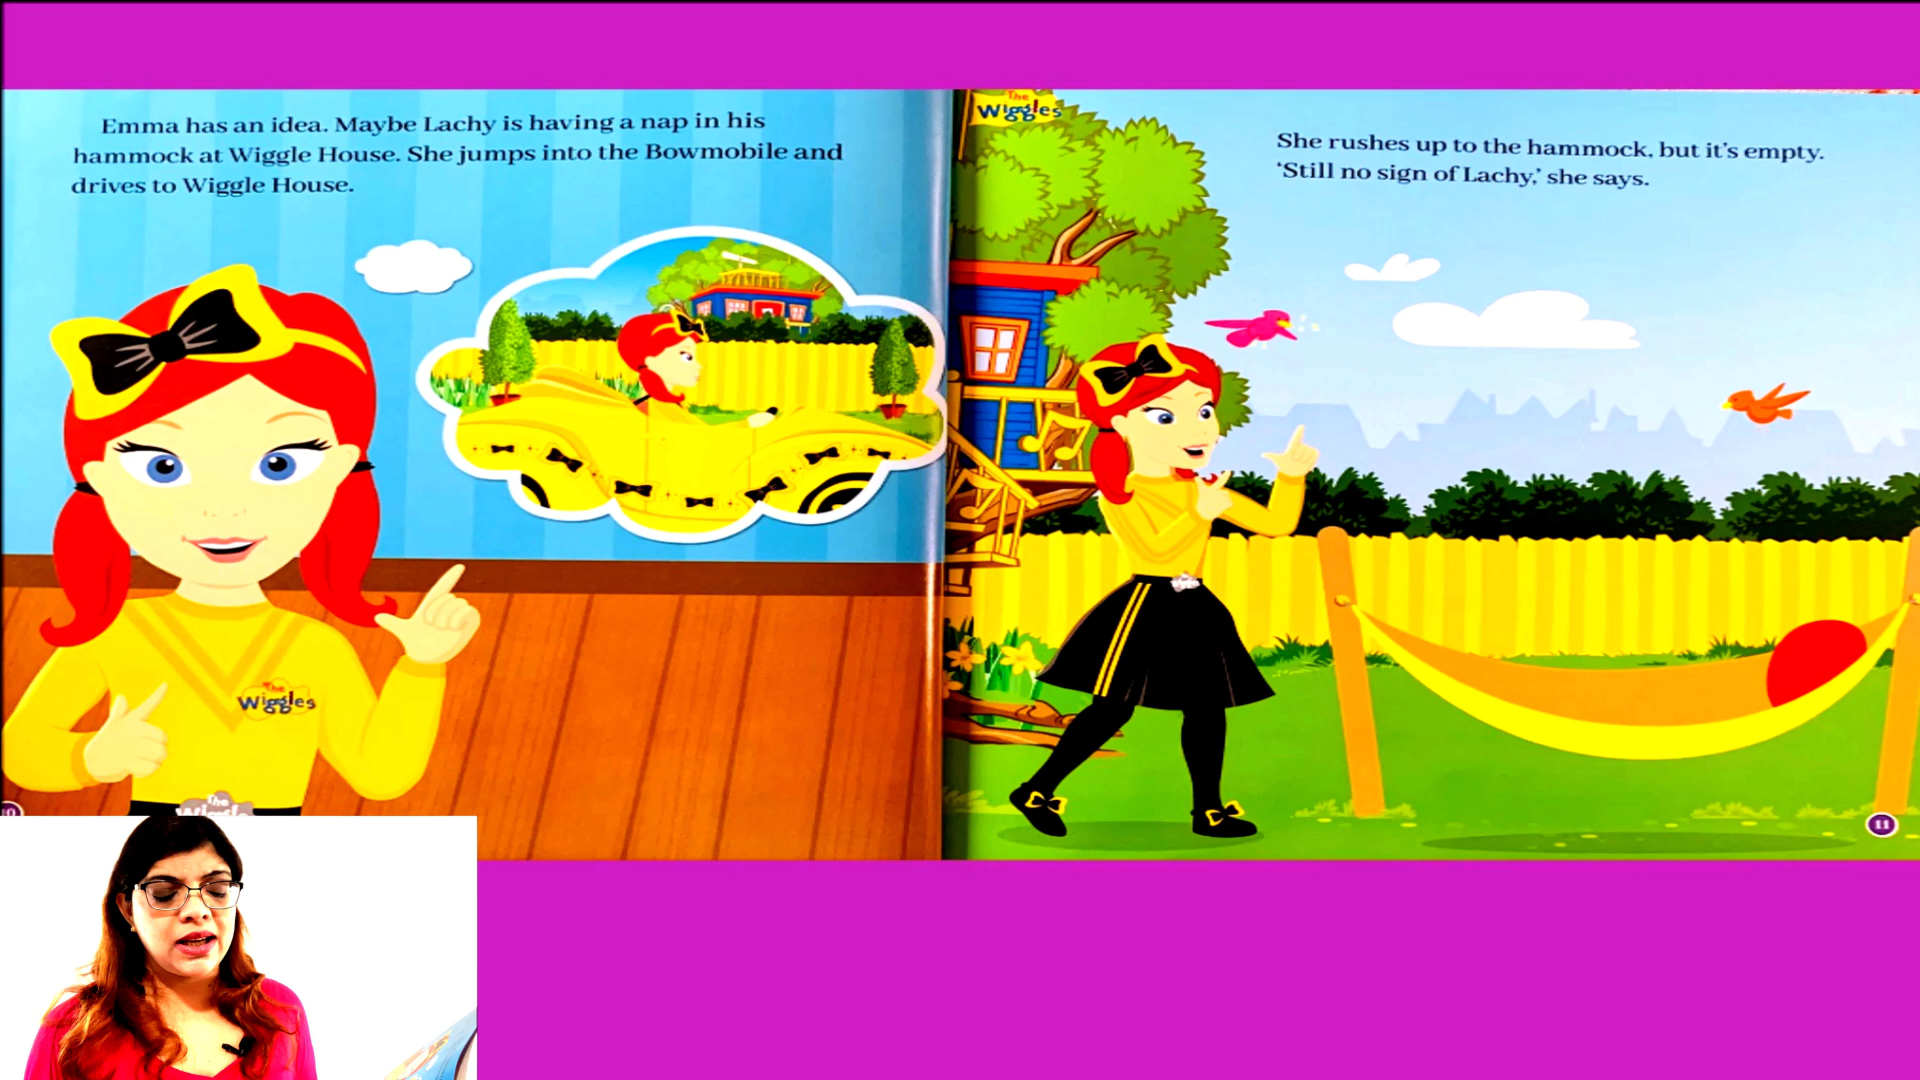 Emma has an idea. Maybe Lachy is having a nap in his
hammock at Wiggle House. She jumps into the Bowmobile and
drives to Wiggle House.
The
Wiggles
She rushes up to the hammock, but it's empty.
‘Still no sign of Lachy,’ she says.
The
Wiggles
The
10
11